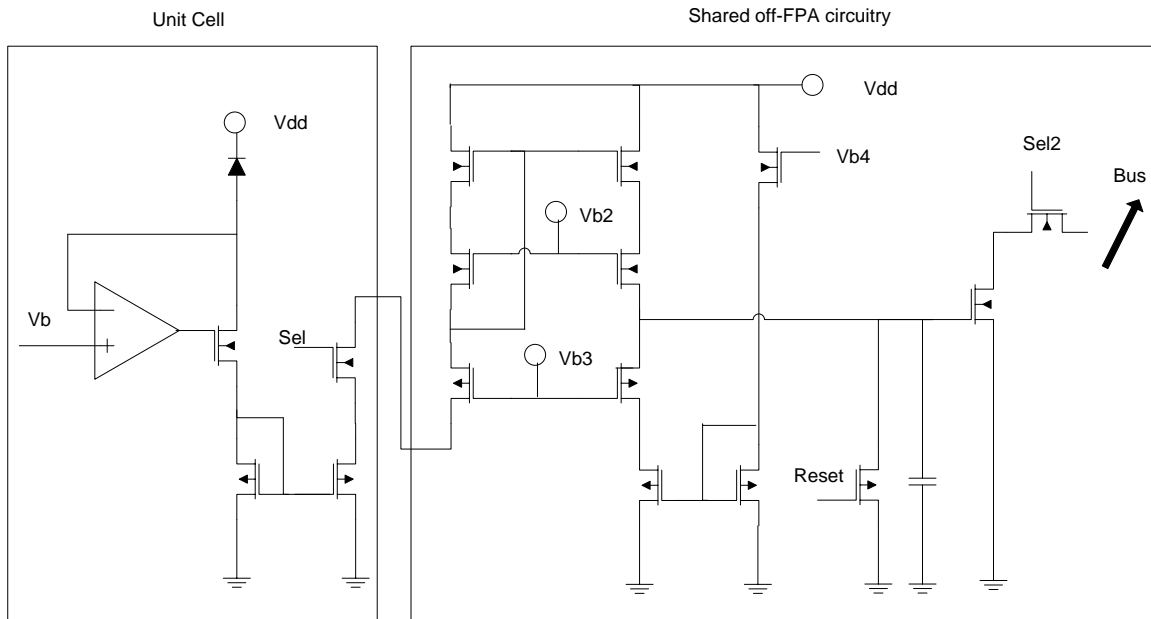 Unit Cell
Shared off-FPA circuitry
Vdd
Vdd
Vb4
Sel2
Bus
Vb2
Vb
Sel
Vb3
Reset